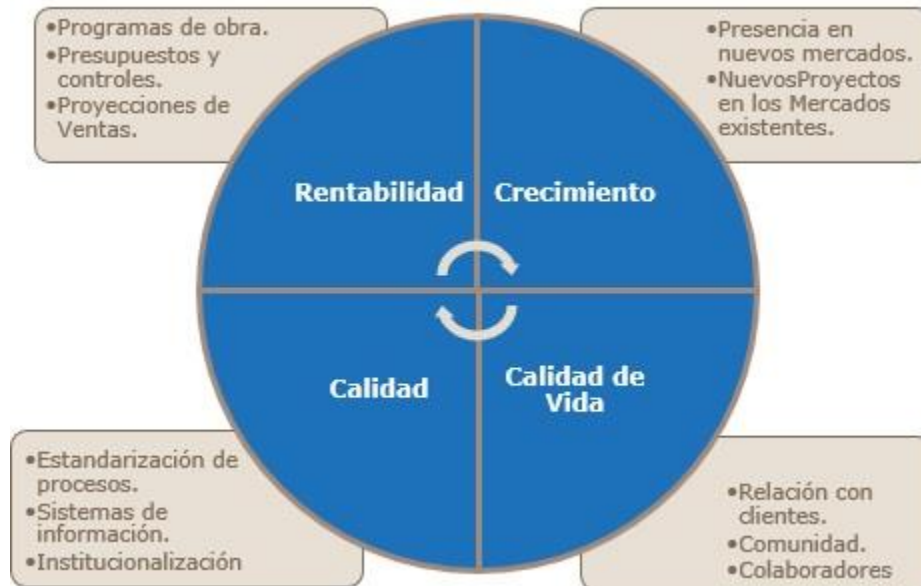 •Programas de obra.
•Presupuestos y
controles.
•Proyecciones de
Ventas.
•Presencia en
nuevos mercados.
•NuevosProyectos
en los Mercados
existentes.
Rentabilidad
Crecimiento
Calidad
Calidad de
Vida
•Estandarización de
procesos.
•Sistemas de
información.
•Institucionalización
•Relación con
clientes.
•Comunidad.
•Colaboradores